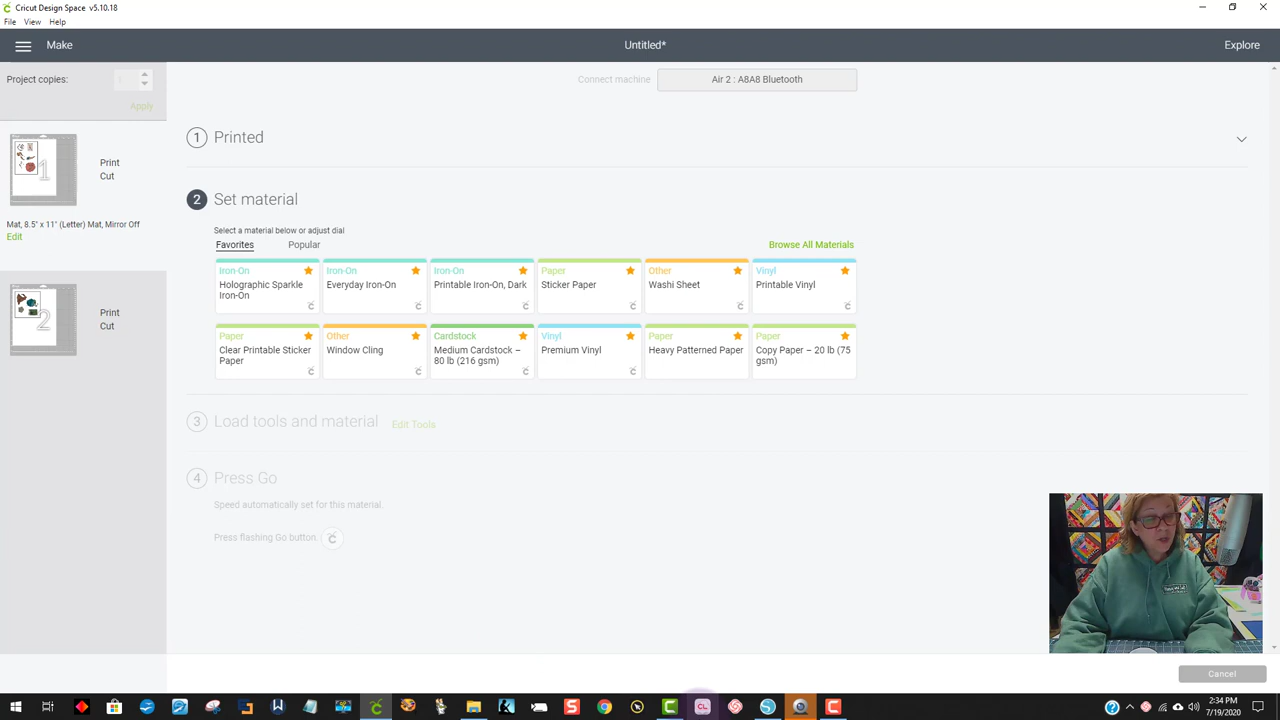 Cricut Design Space v5.10.18
File View Help
Make
Untitled*
Explore
Project copies:
Apply
Connect machine
Air 2 : A8A8 Bluetooth
1 Printed
1
Print
Cut
Mat, 8.5" x 11" (Letter) Mat, Mirror Off
Edit
2
Print
Cut
2 Set material
Select a material below or adjust dial
Favorites Popular
Browse All Materials
Iron-On
Holographic Sparkle
Iron-On
Iron-On
Everyday Iron-On
Iron-On
Printable Iron-On, Dark
Paper
Sticker Paper
Other
Washi Sheet
Vinyl
Printable Vinyl
Paper
Clear Printable Sticker
Paper
Other
Window Cling
Cardstock
Medium Cardstock –
80 lb (216 gsm)
Vinyl
Premium Vinyl
Paper
Heavy Patterned Paper
Paper
Copy Paper – 20 lb (75
gsm)
3 Load tools and material Edit Tools
4 Press Go
Speed automatically set for this material.
Press flashing Go button:
Cancel
2:34 PM
7/19/2020